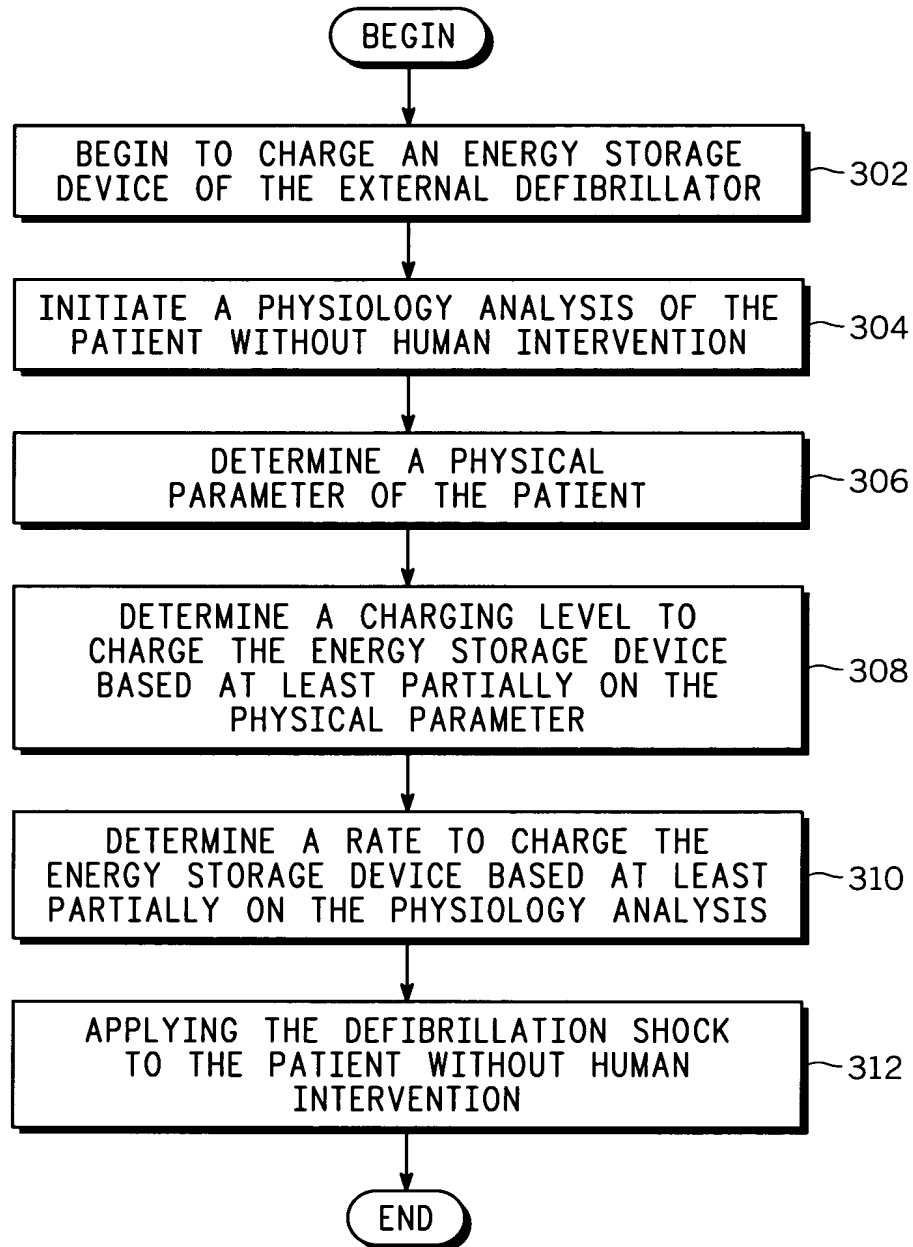 BEGIN
BEGIN TO CHARGE AN ENERGY STORAGE
DEVICE OF THE EXTERNAL DEFIBRILLATOR
302
INITIATE A PHYSIOLOGY ANALYSIS OF THE
PATIENT WITHOUT HUMAN INTERVENTION
304
DETERMINE A PHYSICAL
PARAMETER OF THE PATIENT
306
DETERMINE A CHARGING LEVEL TO
CHARGE THE ENERGY STORAGE DEVICE
BASED AT LEAST PARTIALLY ON THE
PHYSICAL PARAMETER
308
DETERMINE A RATE TO CHARGE THE
ENERGY STORAGE DEVICE BASED AT LEAST
PARTIALLY ON THE PHYSIOLOGY ANALYSIS
310
APPLYING THE DEFIBRILLATION SHOCK
TO THE PATIENT WITHOUT HUMAN
INTERVENTION
312
END